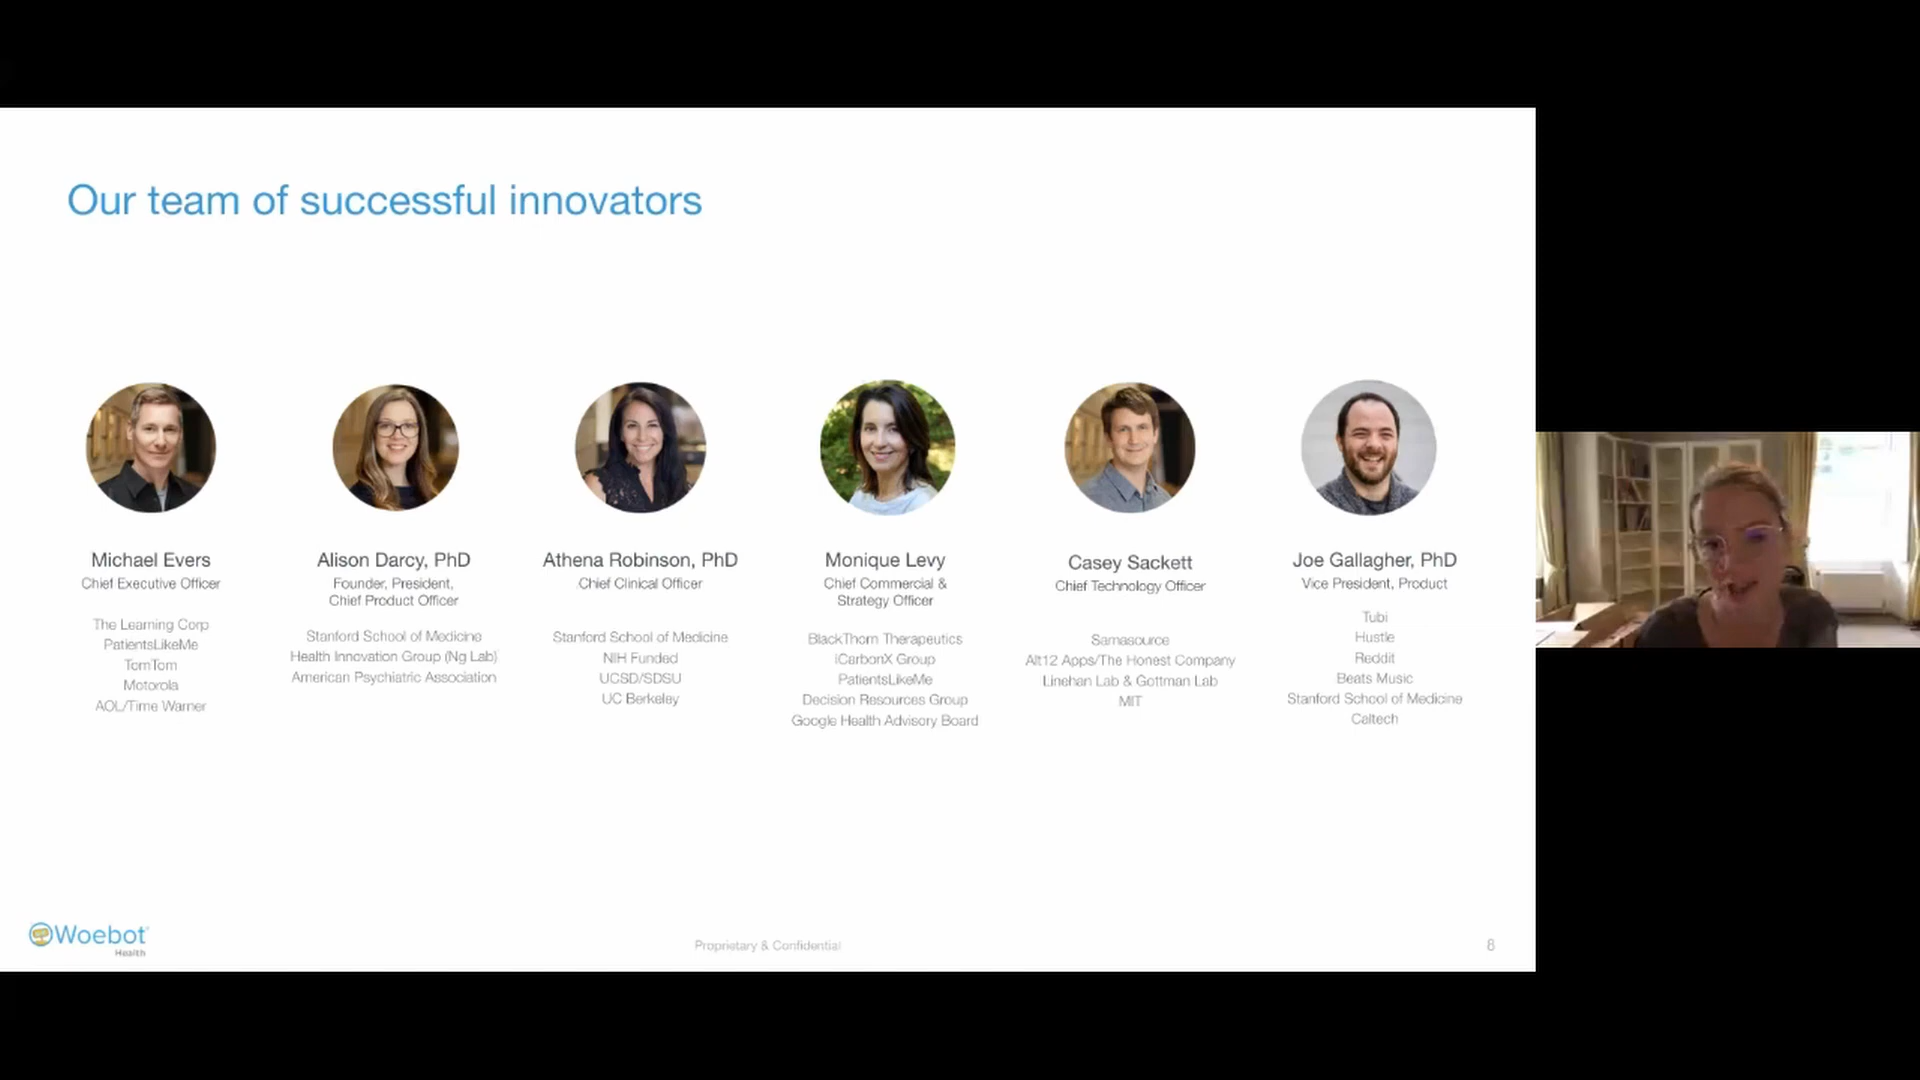 Our team of successful innovators
Michael Evers
Chief Executive Officer
The Learning Corp
PatientsLikeMe
TomTom
Motorola
AOL/Time Warner
Alison Darcy, PhD
Founder, President,
Chief Product Officer
Stanford School of Medicine
Health Innovation Group (Ng Lab)
American Psychiatric Association
Athena Robinson, PhD
Chief Clinical Officer
Stanford School of Medicine
NIH Funded
UCSD/SDSU
UC Berkeley
Monique Levy
Chief Commercial &
Strategy Officer
BlackThorn Therapeutics
iCarbonX Group
PatientsLikeMe
Decision Resources Group
Google Health Advisory Board
Casey Sackett
Chief Technology Officer
Samasource
Alt12 Apps/The Honest Company
Linehan Lab & Gottman Lab
MIT
Joe Gallagher, PhD
Vice President, Product
Tubi
Hustle
Reddit
Beats Music
Stanford School of Medicine
Caltech
Woebot
Health
Proprietary & Confidential
8